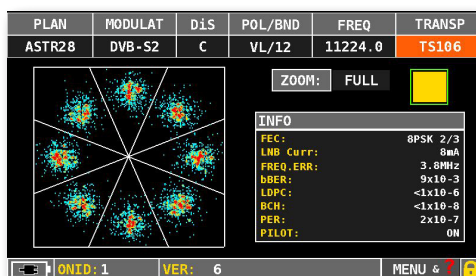 PLAN MODULAT DiS POL/BND FREQ TRANSP
ASTR28 DVB-S2 C VL/12 11224.0 TS106
ZOOM: FULL
INFO
FEC: 8PSK 2/3
LNB Curr: 8mA
FREQ.ERR: 3.8MHz
bBER: 9x10-3
LDPC: <1x10-6
BCH: <1x10-8
PER: 2x10-7
PILOT: ON
ONID: 1 VER: 6 MENU & ?